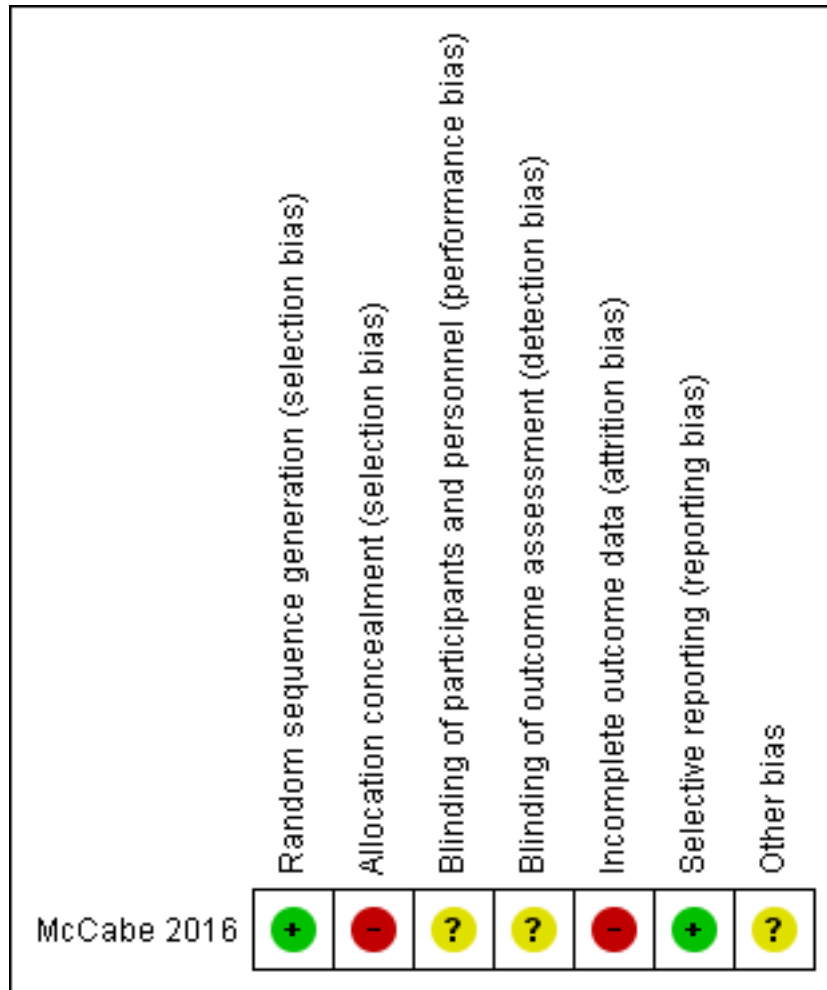 Random sequence generation (selection bias)
Allocation concealment (selection bias)
Blinding of participants and personnel (performance bias)
Blinding of outcome assessment (detection bias)
Incomplete outcome data (attrition bias)
Selective reporting (reporting bias)
Other bias
McCabe 2016 + - ? ? - + ?